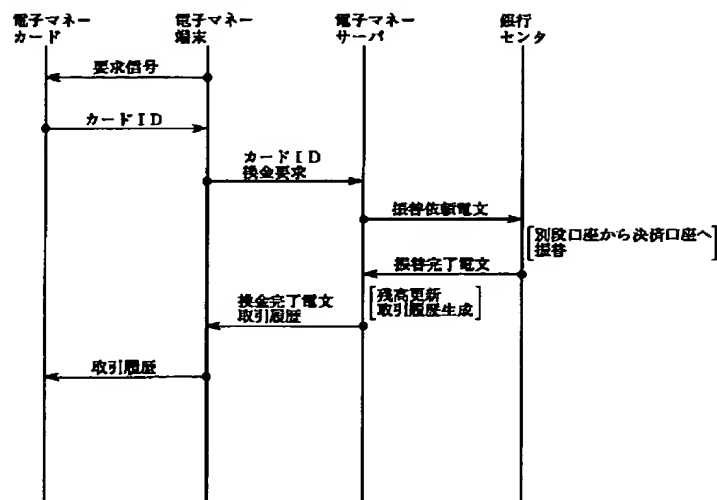 電子マネー
カード
電子マネー
端末
電子マネー
サーバ
銀行
センタ
要求信号
カードID
カードID
換金要求
振替依頼電文
別段口座から決済口座へ
振替
振替完了電文
残高更新
取引履歴生成
換金完了電文
取引履歴
取引履歴